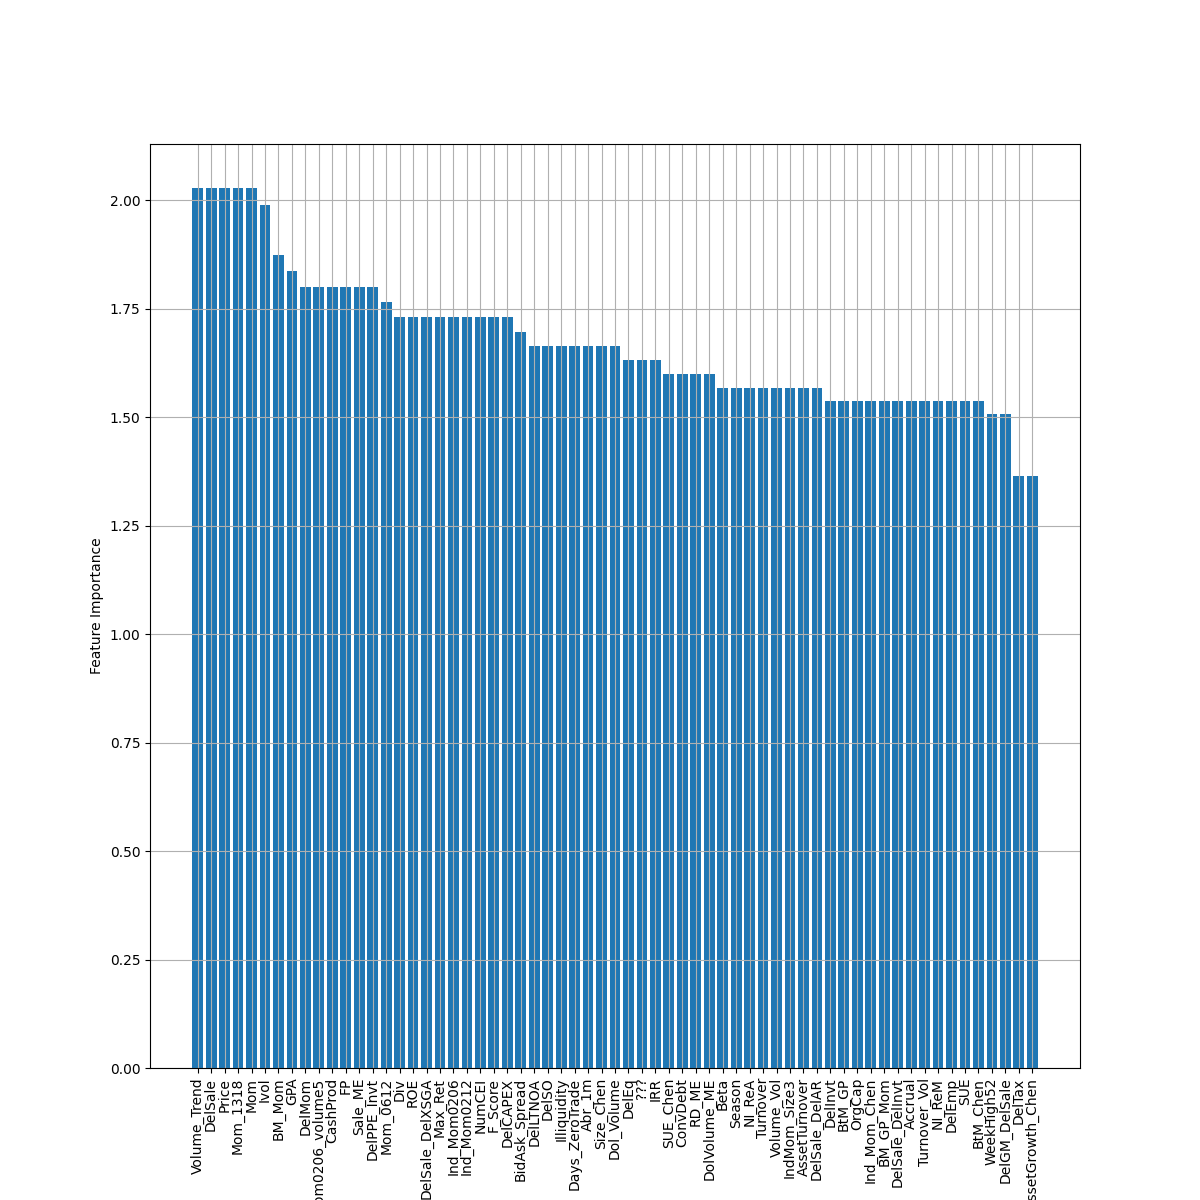 2.00
1.75
1.50
1.25
1.00
0.75
0.50
0.25
0.00
Feature Importance
Volume_Trend
DelSale
Price
Mom_1318
Mom
Ivol
BM_Mom
GPA
DelMom
om0206_volumes5
CashProd
FP
Sale_ME
DelPPE_Invt
Mom_0612
Div
ROE
DelSale_DelXSGA
Max_Ret
Ind_Mom0206
Ind_Mom0212
NumCEI
F_Score
DelCAPEX
BidAsk_Spread
DelLTNOA
DelSO
Illiquidity
Days_ZeroTrade
Abr_1m
Size_Chen
Dol_Volume
DelEq
???
IRR
SUE_Chen
ConvDebt
RD_ME
DolVolume_ME
Beta
Season
NI_ReA
Turnover
Volume_Vol
IndMom_Size3
AssetTurnover
DelSale_DelAR
DelInvt
BtM_GP
OrgCap
Ind_Mom_Chen
BM_GP_Mom
DelSale_DelInvt
Accrual
Turnover_Vol
NI_ReM
DelEmp
SUE
BtM_Chen
WeekHigh52
DelGM_DelSale
DelTax
ssetGrowth_Chen